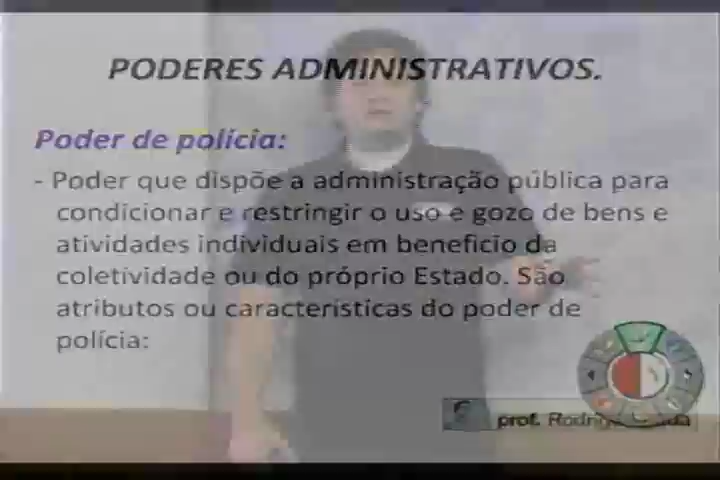 PODERES ADMINISTRATIVOS.
Poder de polícia:
- Poder que dispõe a administração pública para
condicionar e restringir o uso e gozo de bens e
atividades individuais em beneficio da
coletividade ou do próprio Estado. São
atributos ou características do poder de
polícia:
prof. Rodrigo